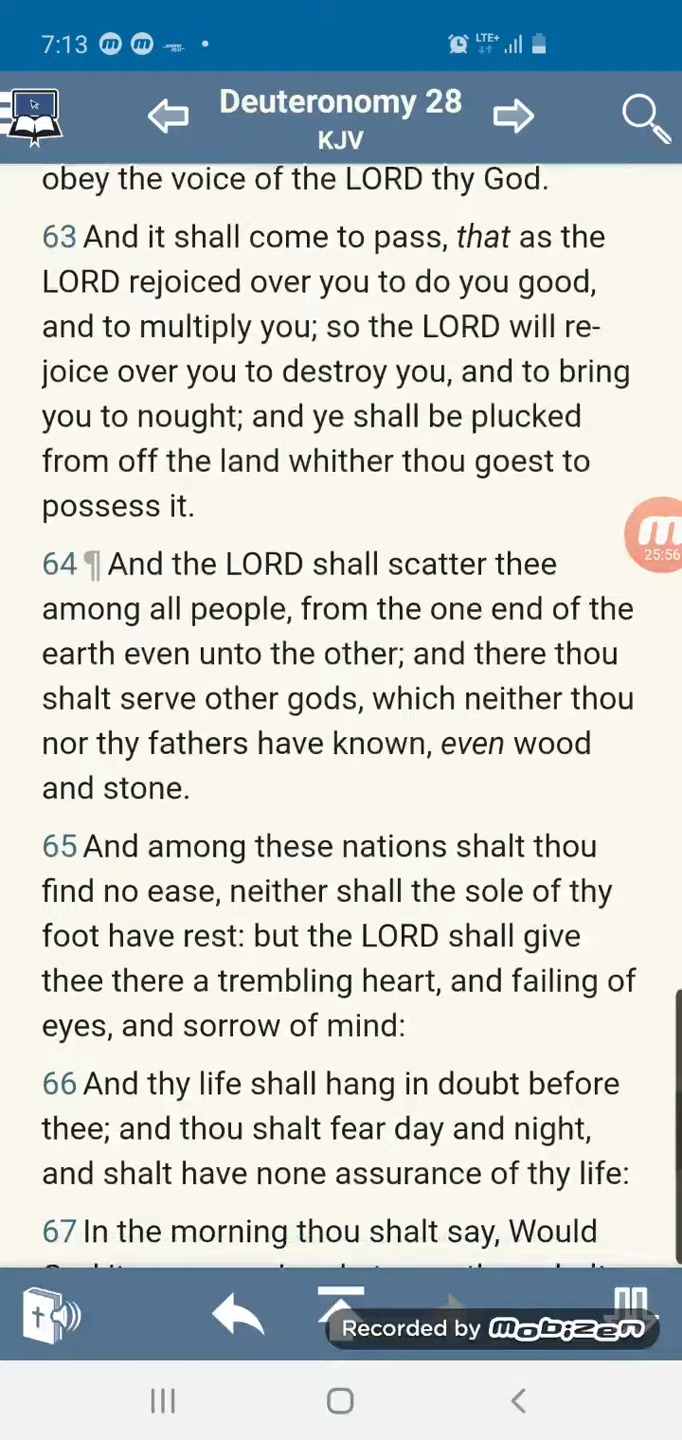 7:13
LTE+
Deuteronomy 28
KJV
obey the voice of the LORD thy God.
63 And it shall come to pass, that as the
LORD rejoiced over you to do you good,
and to multiply you; so the LORD will re-
joice over you to destroy you, and to bring
you to nought; and ye shall be plucked
from off the land whither thou goest to
possess it.
25:56
64 ¶ And the LORD shall scatter thee
among all people, from the one end of the
earth even unto the other; and there thou
shalt serve other gods, which neither thou
nor thy fathers have known, even wood
and stone.
65 And among these nations shalt thou
find no ease, neither shall the sole of thy
foot have rest: but the LORD shall give
thee there a trembling heart, and failing of
eyes, and sorrow of mind:
66 And thy life shall hang in doubt before
thee; and thou shalt fear day and night,
and shalt have none assurance of thy life:
67 In the morning thou shalt say, Would
Recorded by mobizen